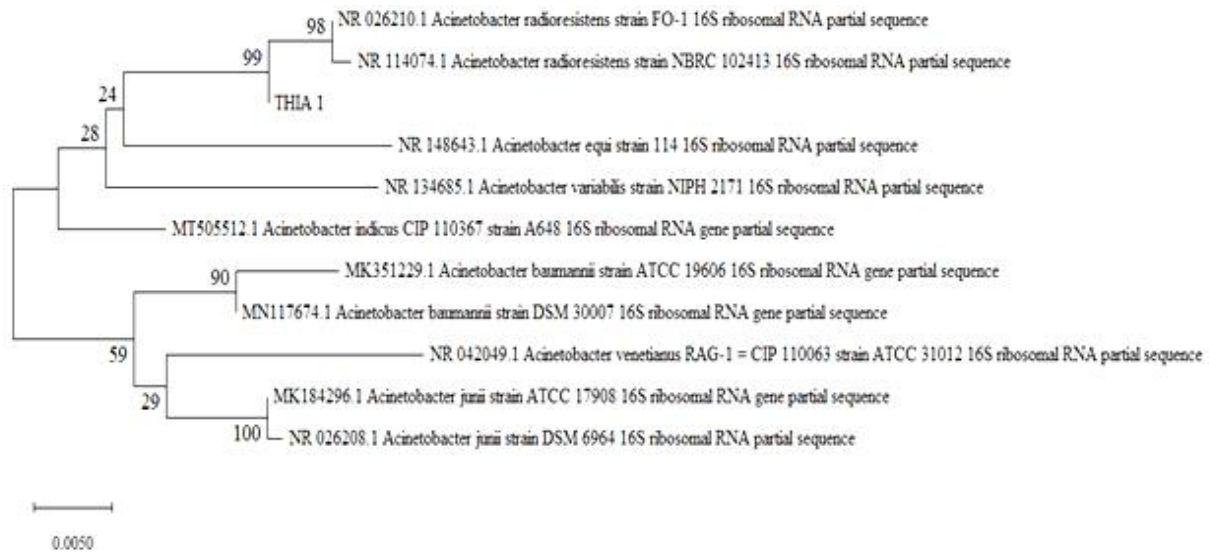 98
NR 026210.1 Acinetobacter radioresistens strain FO-1 16S ribosomal RNA partial sequence
99
NR 114074.1 Acinetobacter radioresistens strain NBRC 102413 16S ribosomal RNA partial sequence
24
THIA 1
28
NR 148643.1 Acinetobacter equi strain 114 16S ribosomal RNA partial sequence
NR 134685.1 Acinetobacter variabilis strain NIPH 2171 16S ribosomal RNA partial sequence
MT505512.1 Acinetobacter indicus CIP 110367 strain A648 16S ribosomal RNA gene partial sequence
90
MK351229.1 Acinetobacter baumannii strain ATCC 19606 16S ribosomal RNA gene partial sequence
MN117674.1 Acinetobacter baumannii strain DSM 30007 16S ribosomal RNA gene partial sequence
59
NR 042049.1 Acinetobacter venetianus RAG-1 = CIP 110063 strain ATCC 31012 16S ribosomal RNA partial sequence
29
MK184296.1 Acinetobacter junii strain ATCC 17908 16S ribosomal RNA gene partial sequence
100
NR 026208.1 Acinetobacter junii strain DSM 6964 16S ribosomal RNA partial sequence
0.0050